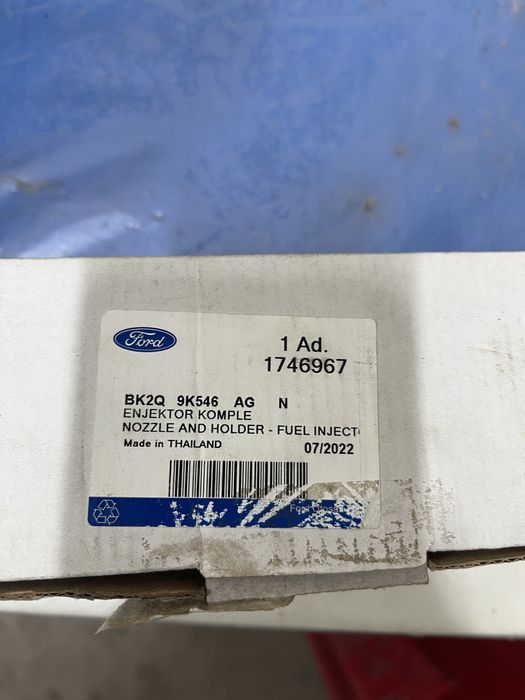 Ford
1 Ad.
1746967
BK2Q 9K546 AG N
ENJEKTOR KOMPLE
NOZZLE AND HOLDER - FUEL INJECT
Made in THAILAND
07/2022